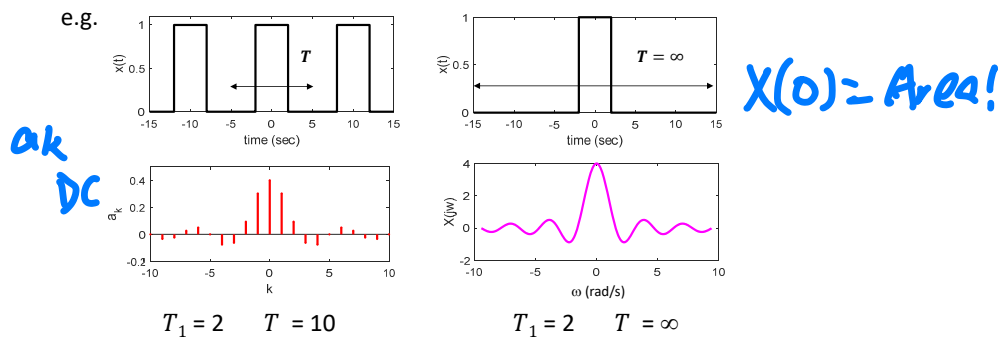 e.g.
x(t)
1
0.5
0
T
-15 -10 -5 0 5 10 15
time (sec)
x(t)
1
0.5
0
T = ∞
-15 -10 -5 0 5 10 15
time (sec)
X(0)= Area!
ak
DC
a_k
0.4
0.2
0
-0.2
-10 -5 0 5 10
k
X(jw)
4
2
0
-2
-10 -5 0 5 10
ω (rad/s)
T₁ = 2 T = 10
T₁ = 2 T = ∞